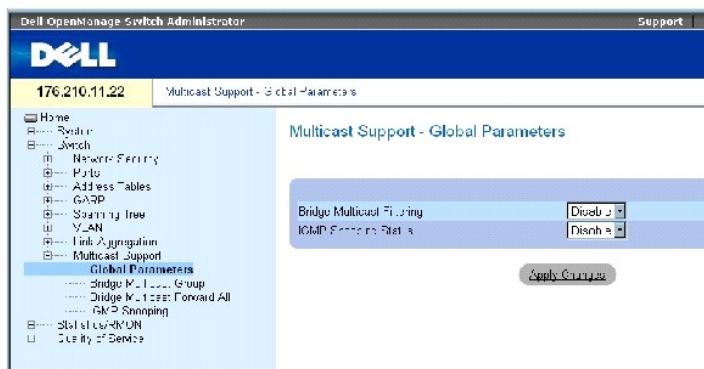 Dell OpenManage Switch Administrator
Support
DELL
176.210.11.22
Multicast Support - Global Parameters
Home
System
Switch
Network Security
Ports
Address Tables
GARP
Spanning Tree
VLAN
Link Aggregation
Multicast Support
Global Parameters
Bridge Multicast Group
Bridge Multicast Forward All
IGMP Snooping
Statistics/RMON
Quality of Service
Multicast Support - Global Parameters
Bridge Multicast Filtering
Disable
IGMP Snooping Status
Disable
Apply Changes